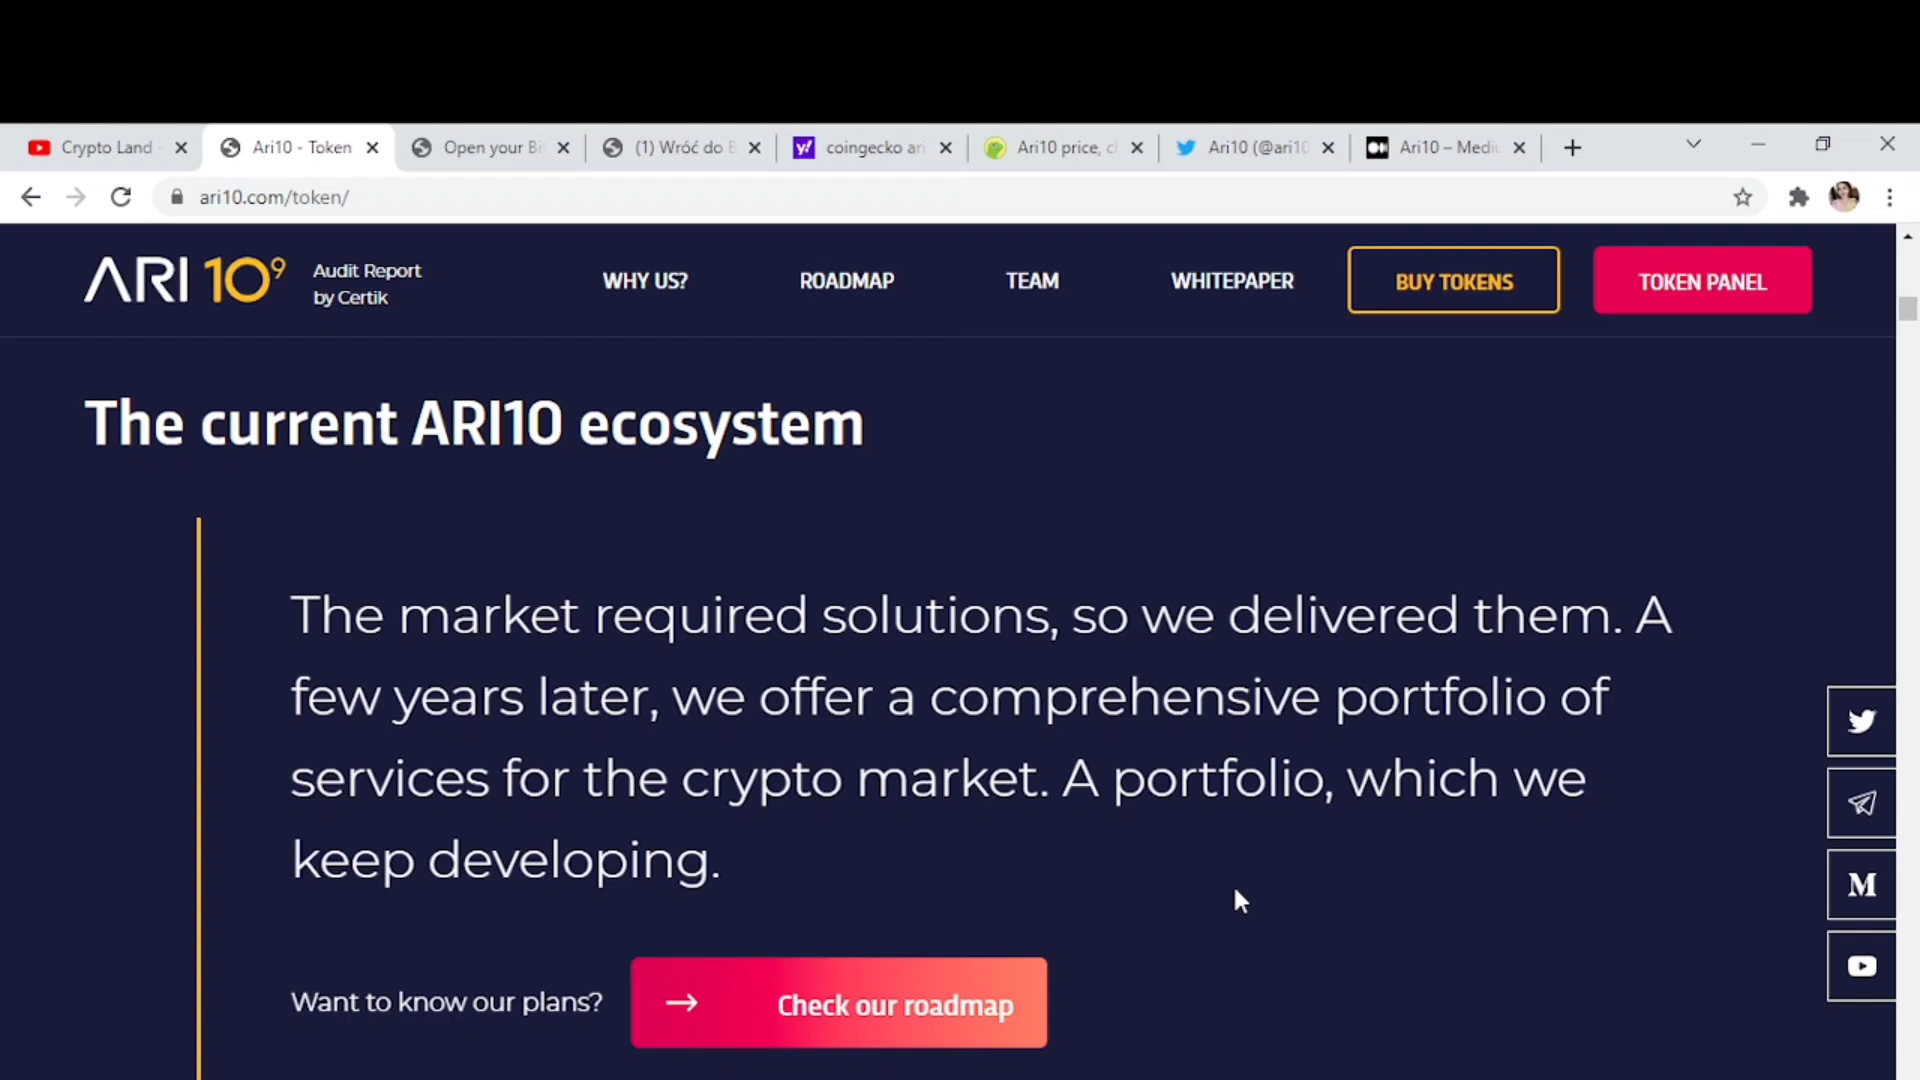 Crypto Land
Ari10 - Token
Open your Bi
(1) Wróć do B
coingecko ari
Ari10 price, c
Ari10 (@ari10
Ari10 – Mediu
ari10.com/token/
ARI 10⁹
Audit Report
by Certik
WHY US?
ROADMAP
TEAM
WHITEPAPER
BUY TOKENS
TOKEN PANEL
The current ARI10 ecosystem
The market required solutions, so we delivered them. A
few years later, we offer a comprehensive portfolio of
services for the crypto market. A portfolio, which we
keep developing.
Want to know our plans?
→ Check our roadmap